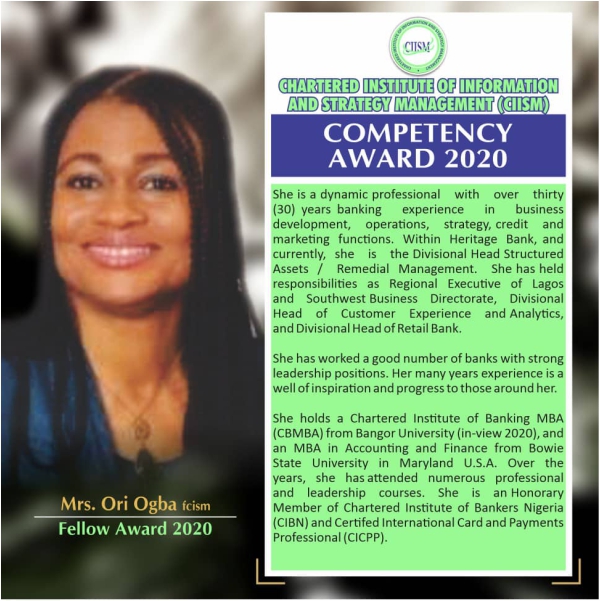 CIISM
CHARTERED INSTITUTE OF INFORMATION
AND STRATEGY MANAGEMENT (CIISM)
COMPETENCY
AWARD 2020
She is a dynamic professional with over thirty
(30) years banking experience in business
development, operations, strategy, credit and
marketing functions. Within Heritage Bank, and
currently, she is the Divisional Head Structured
Assets / Remedial Management. She has held
responsibilities as Regional Executive of Lagos
and Southwest Business Directorate, Divisional
Head of Customer Experience and Analytics,
and Divisional Head of Retail Bank.
She has worked a good number of banks with strong
leadership positions. Her many years experience is a
well of inspiration and progress to those around her.
She holds a Chartered Institute of Banking MBA
(CBMBA) from Bangor University (in-view 2020), and
an MBA in Accounting and Finance from Bowie
State University in Maryland U.S.A. Over the
years, she has attended numerous professional
and leadership courses. She is an Honorary
Member of Chartered Institute of Bankers Nigeria
(CIBN) and Certifed International Card and Payments
Professional (CICPP).
Mrs. Ori Ogba fcism
Fellow Award 2020